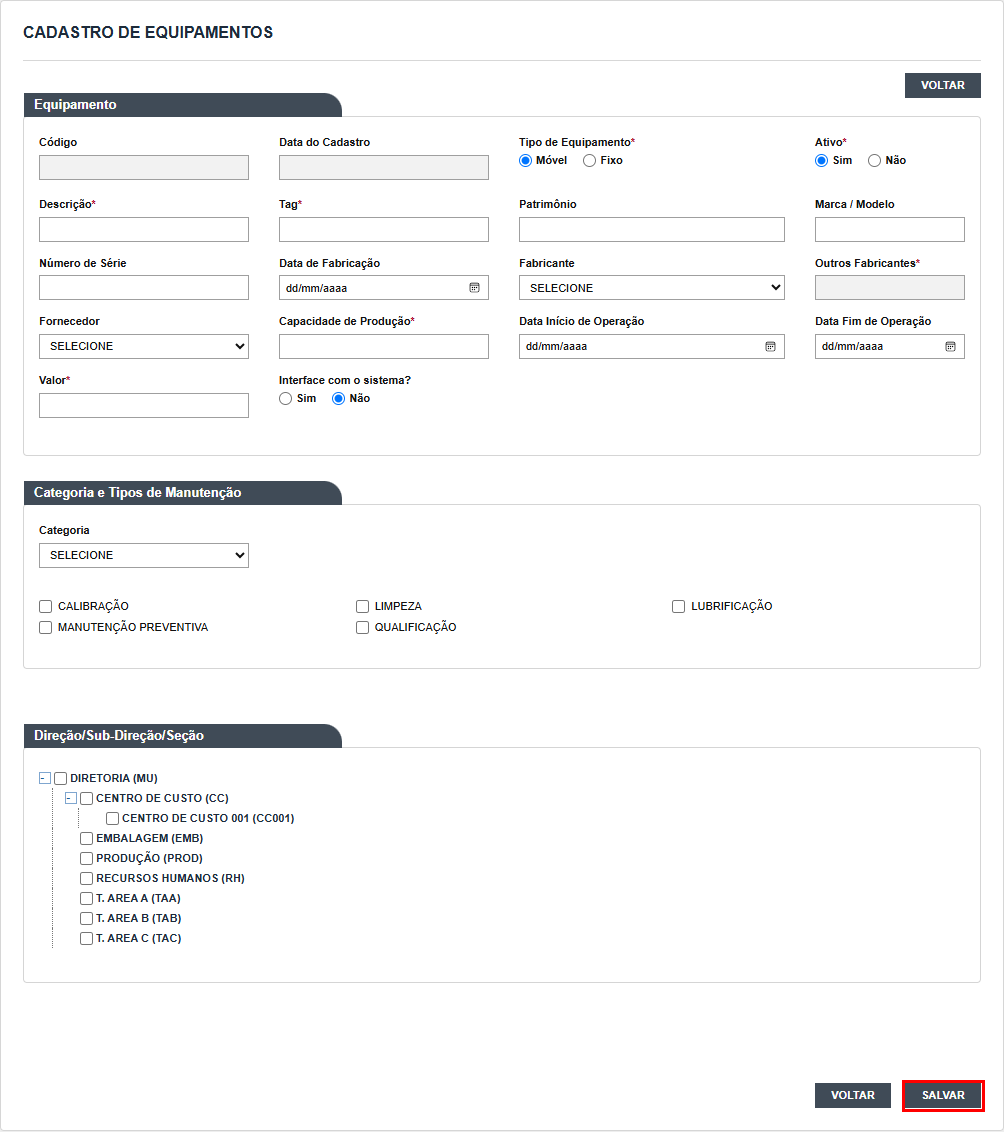 CADASTRO DE EQUIPAMENTOS
VOLTAR
Equipamento
Código Data do Cadastro Tipo de Equipamento* Ativo*
Móvel Fixo Sim Não
Descrição* Tag* Patrimônio Marca / Modelo
Número de Série Data de Fabricação Fabricante Outros Fabricantes*
dd/mm/aaaa SELECIONE
Fornecedor Capacidade de Produção* Data Início de Operação Data Fim de Operação
SELECIONE dd/mm/aaaa dd/mm/aaaa
Valor* Interface com o sistema?
Sim Não
Categoria e Tipos de Manutenção
Categoria
SELECIONE
CALIBRAÇÃO LIMPEZA LUBRIFICAÇÃO
MANUTENÇÃO PREVENTIVA QUALIFICAÇÃO
Direção/Sub-Direção/Seção
DIRETORIA (MU)
CENTRO DE CUSTO (CC)
CENTRO DE CUSTO 001 (CC001)
EMBALAGEM (EMB)
PRODUÇÃO (PROD)
RECURSOS HUMANOS (RH)
T. AREA A (TAA)
T. AREA B (TAB)
T. AREA C (TAC)
VOLTAR SALVAR